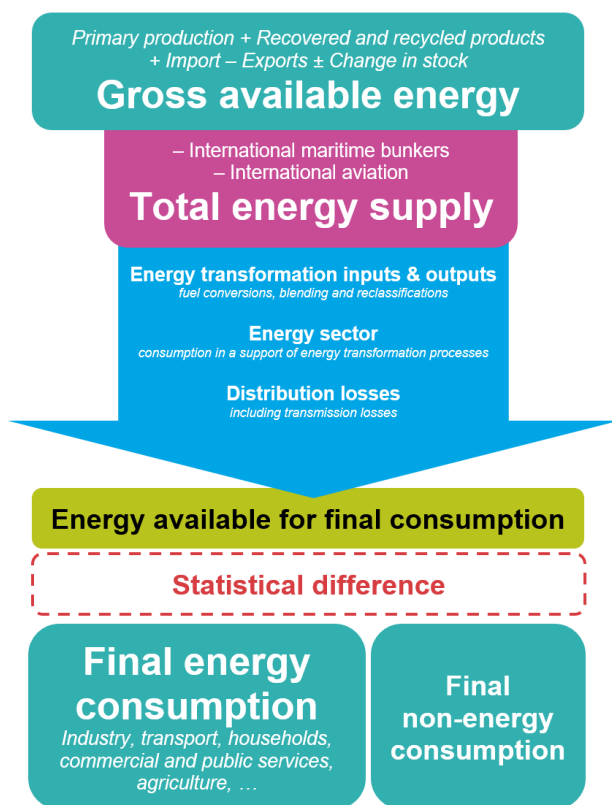 Primary production + Recovered and recycled products
+ Import – Exports ± Change in stock
Gross available energy
– International maritime bunkers
– International aviation
Total energy supply
Energy transformation inputs & outputs
fuel conversions, blending and reclassifications
Energy sector
consumption in a support of energy transformation processes
Distribution losses
including transmission losses
Energy available for final consumption
Statistical difference
Final energy
consumption
Industry, transport, households,
commercial and public services,
agriculture, …
Final
non-energy
consumption